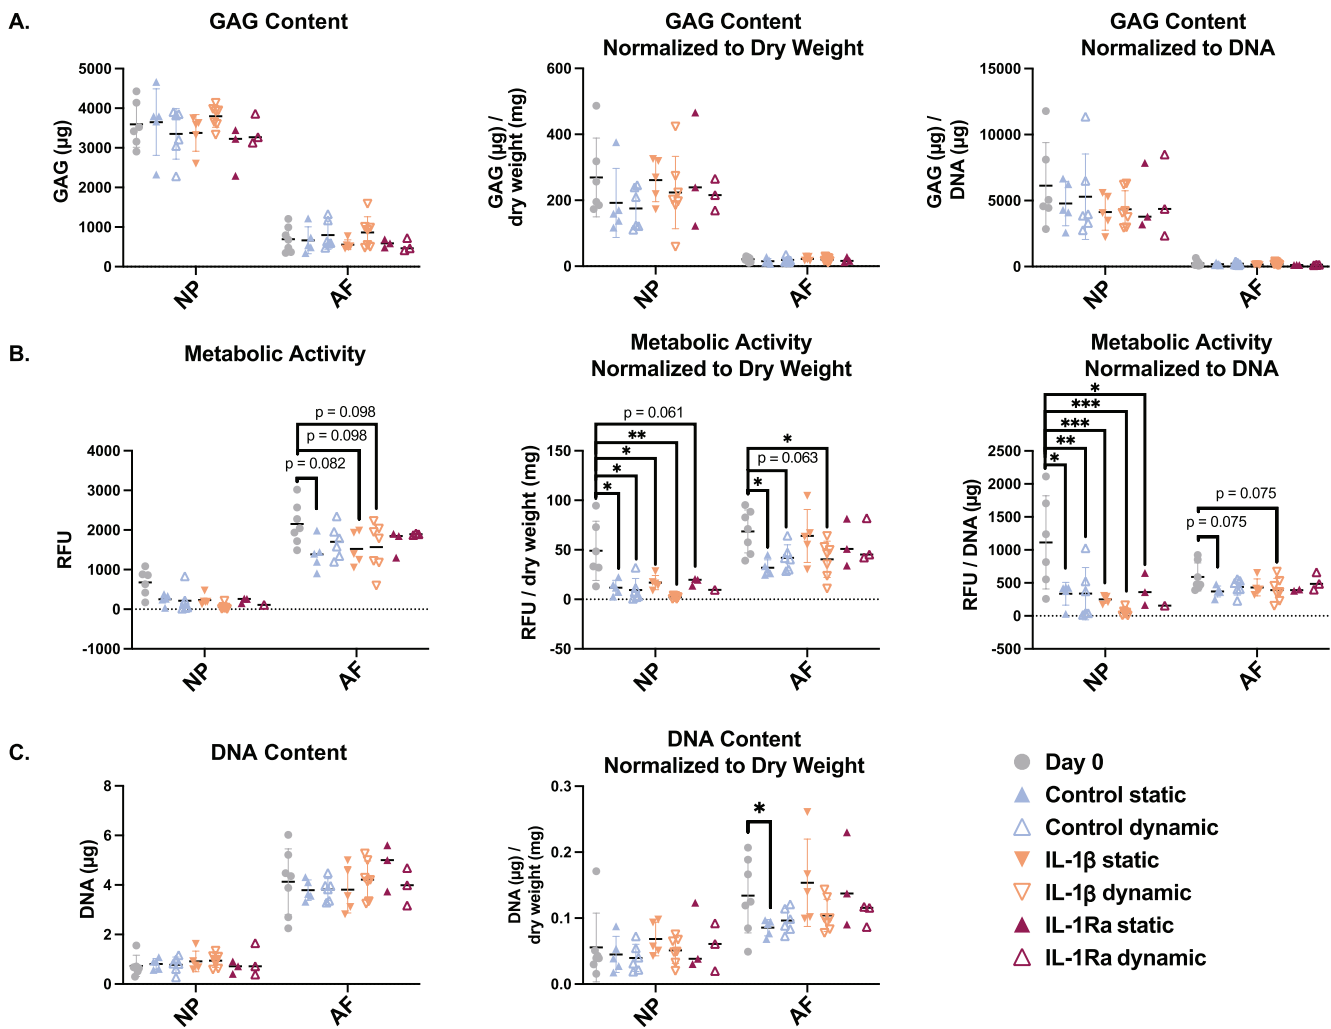 A.
GAG Content
5000
4000
3000
2000
1000
0
GAG (µg)
NP
AF
GAG Content
Normalized to Dry Weight
600
400
200
0
GAG (µg) /
dry weight (mg)
NP
AF
GAG Content
Normalized to DNA
15000
10000
5000
0
GAG (µg) /
DNA (µg)
NP
AF
B.
Metabolic Activity
p = 0.098
p = 0.098
p = 0.082
4000
3000
2000
1000
0
-1000
RFU
NP
AF
Metabolic Activity
Normalized to Dry Weight
p = 0.061
**
*
*
*
*
p = 0.063
*
150
100
50
0
-50
RFU / dry weight (mg)
NP
AF
Metabolic Activity
Normalized to DNA
*
***
***
**
*
p = 0.075
p = 0.075
2500
2000
1500
1000
500
0
-500
RFU / DNA (µg)
NP
AF
C.
DNA Content
8
6
4
2
0
DNA (µg)
NP
AF
DNA Content
Normalized to Dry Weight
*
0.3
0.2
0.1
0.0
DNA (µg) /
dry weight (mg)
NP
AF
Day 0
Control static
Control dynamic
IL-1β static
IL-1β dynamic
IL-1Ra static
IL-1Ra dynamic